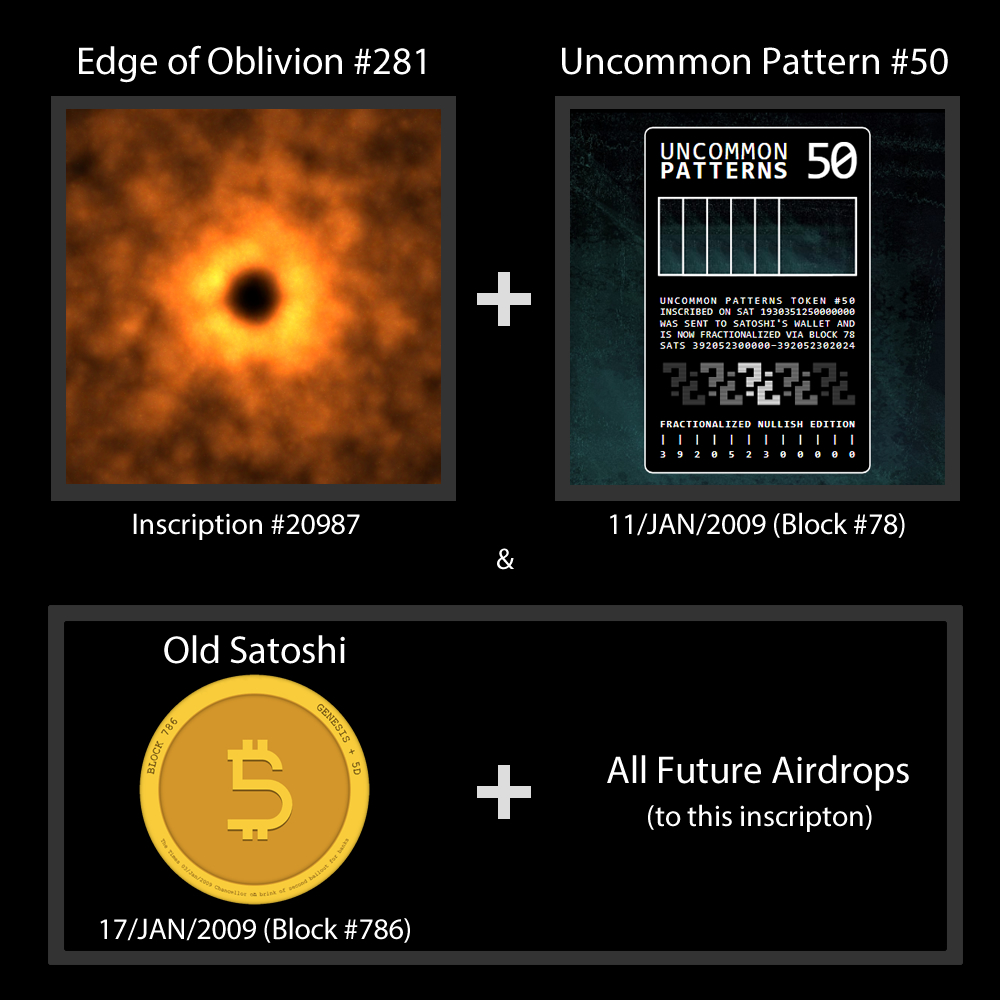 Edge of Oblivion #281
Uncommon Pattern #50
UNCOMMON
PATTERNS
50
UNCOMMON PATTERNS TOKEN #50
INSCRIBED ON SAT 1930351250000000
WAS SENT TO SATOSHI'S WALLET AND
IS NOW FRACTIONALIZED VIA BLOCK 78
SATS 392052300000-392052302024
?:?:?:?:?:
FRACTIONALIZED NULLISH EDITION
| | | | | | | | | | | |
3 9 2 0 5 2 3 0 0 0 0 0
+
Inscription #20987
11/JAN/2009 (Block #78)
&
Old Satoshi
BLOCK 786
GENESIS + 5D
The Times 03/Jan/2009 Chancellor on brink of second bailout for banks
17/JAN/2009 (Block #786)
+
All Future Airdrops
(to this inscripton)